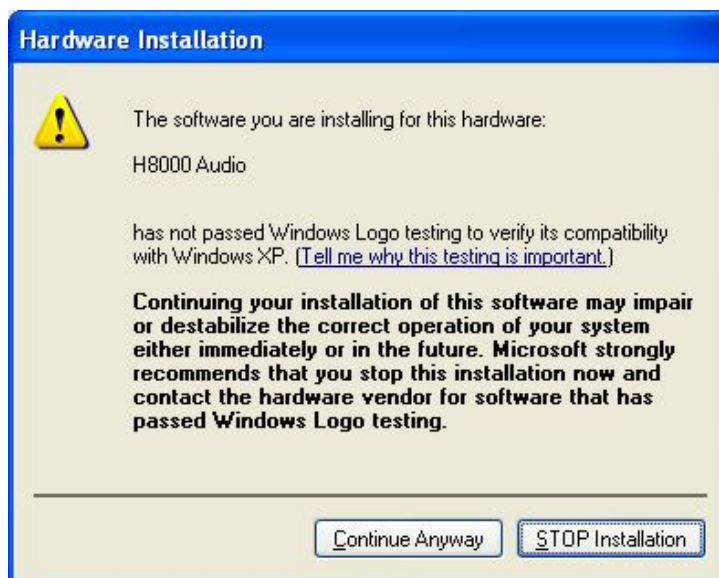 Hardware Installation
The software you are installing for this hardware:
H8000 Audio
has not passed Windows Logo testing to verify its compatibility
with Windows XP. (Tell me why this testing is important.)
Continuing your installation of this software may impair
or destabilize the correct operation of your system
either immediately or in the future. Microsoft strongly
recommends that you stop this installation now and
contact the hardware vendor for software that has
passed Windows Logo testing.
Continue Anyway
STOP Installation